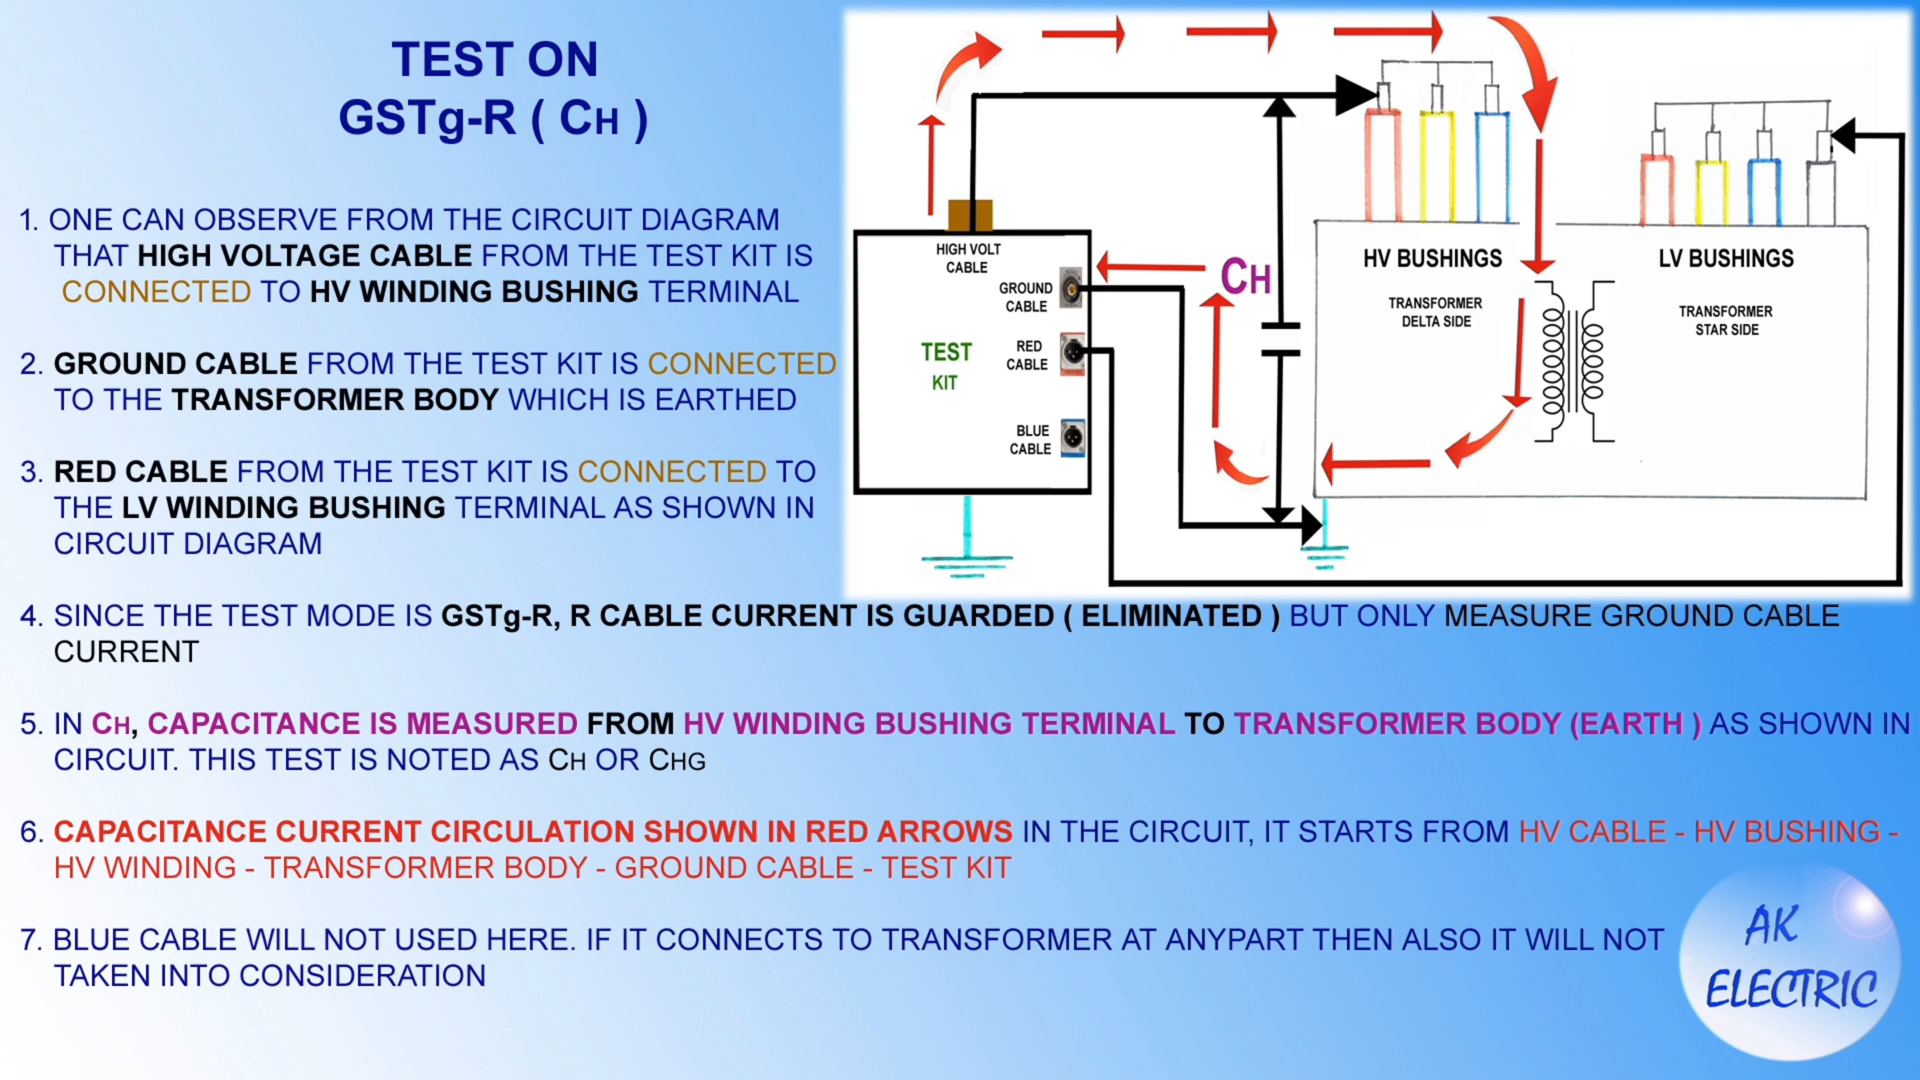 TEST ON
GSTg-R ( CH )
1. ONE CAN OBSERVE FROM THE CIRCUIT DIAGRAM
THAT HIGH VOLTAGE CABLE FROM THE TEST KIT IS
CONNECTED TO HV WINDING BUSHING TERMINAL
2. GROUND CABLE FROM THE TEST KIT IS CONNECTED
TO THE TRANSFORMER BODY WHICH IS EARTHED
3. RED CABLE FROM THE TEST KIT IS CONNECTED TO
THE LV WINDING BUSHING TERMINAL AS SHOWN IN
CIRCUIT DIAGRAM
HIGH VOLT
CABLE
GROUND
CABLE
RED
CABLE
TEST
KIT
BLUE
CABLE
CH
HV BUSHINGS
TRANSFORMER
DELTA SIDE
LV BUSHINGS
TRANSFORMER
STAR SIDE
4. SINCE THE TEST MODE IS GSTg-R, R CABLE CURRENT IS GUARDED ( ELIMINATED ) BUT ONLY MEASURE GROUND CABLE
CURRENT
5. IN CH, CAPACITANCE IS MEASURED FROM HV WINDING BUSHING TERMINAL TO TRANSFORMER BODY (EARTH ) AS SHOWN IN
CIRCUIT. THIS TEST IS NOTED AS CH OR CHG
6. CAPACITANCE CURRENT CIRCULATION SHOWN IN RED ARROWS IN THE CIRCUIT, IT STARTS FROM HV CABLE - HV BUSHING -
HV WINDING - TRANSFORMER BODY - GROUND CABLE - TEST KIT
7. BLUE CABLE WILL NOT USED HERE. IF IT CONNECTS TO TRANSFORMER AT ANYPART THEN ALSO IT WILL NOT
TAKEN INTO CONSIDERATION
AK
ELECTRIC